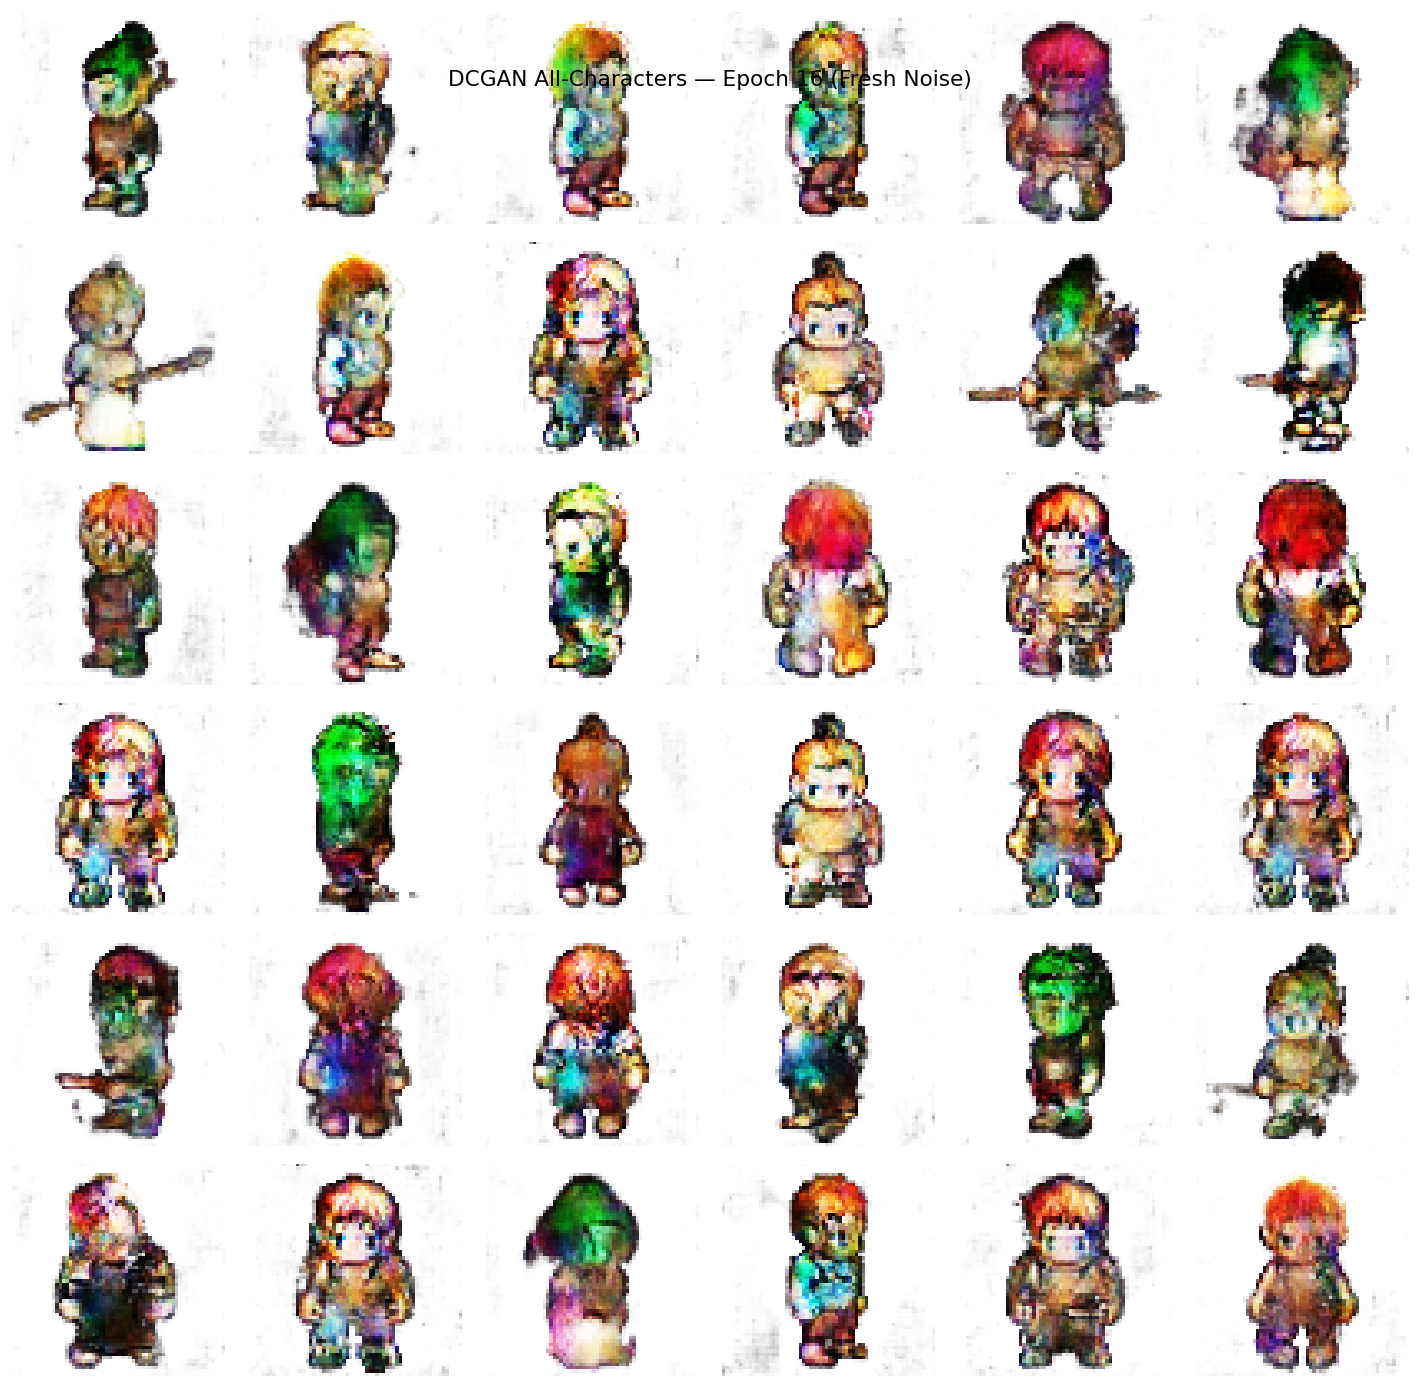 DCGAN All-Characters — Epoch 16 (Fresh Noise)